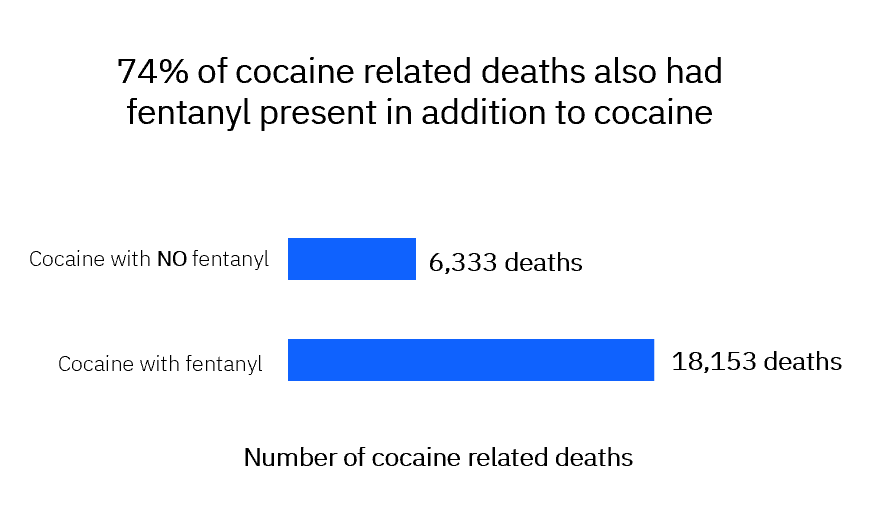 74% of cocaine related deaths also had
fentanyl present in addition to cocaine
Cocaine with NO fentanyl
6,333 deaths
Cocaine with fentanyl
18,153 deaths
Number of cocaine related deaths